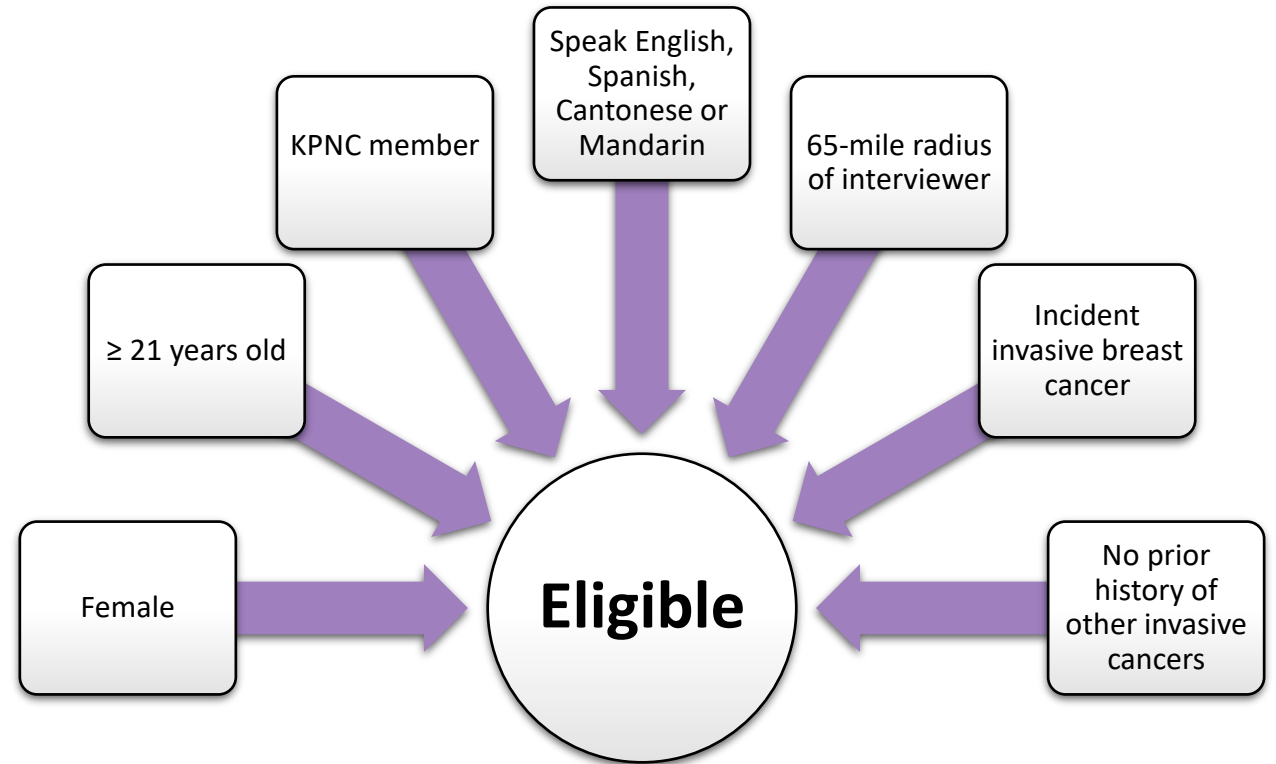 Speak English,
Spanish,
Cantonese or
Mandarin
KPNC member
65-mile radius
of interviewer
≥ 21 years old
Incident
invasive breast
cancer
Female
Eligible
No prior
history of
other invasive
cancers